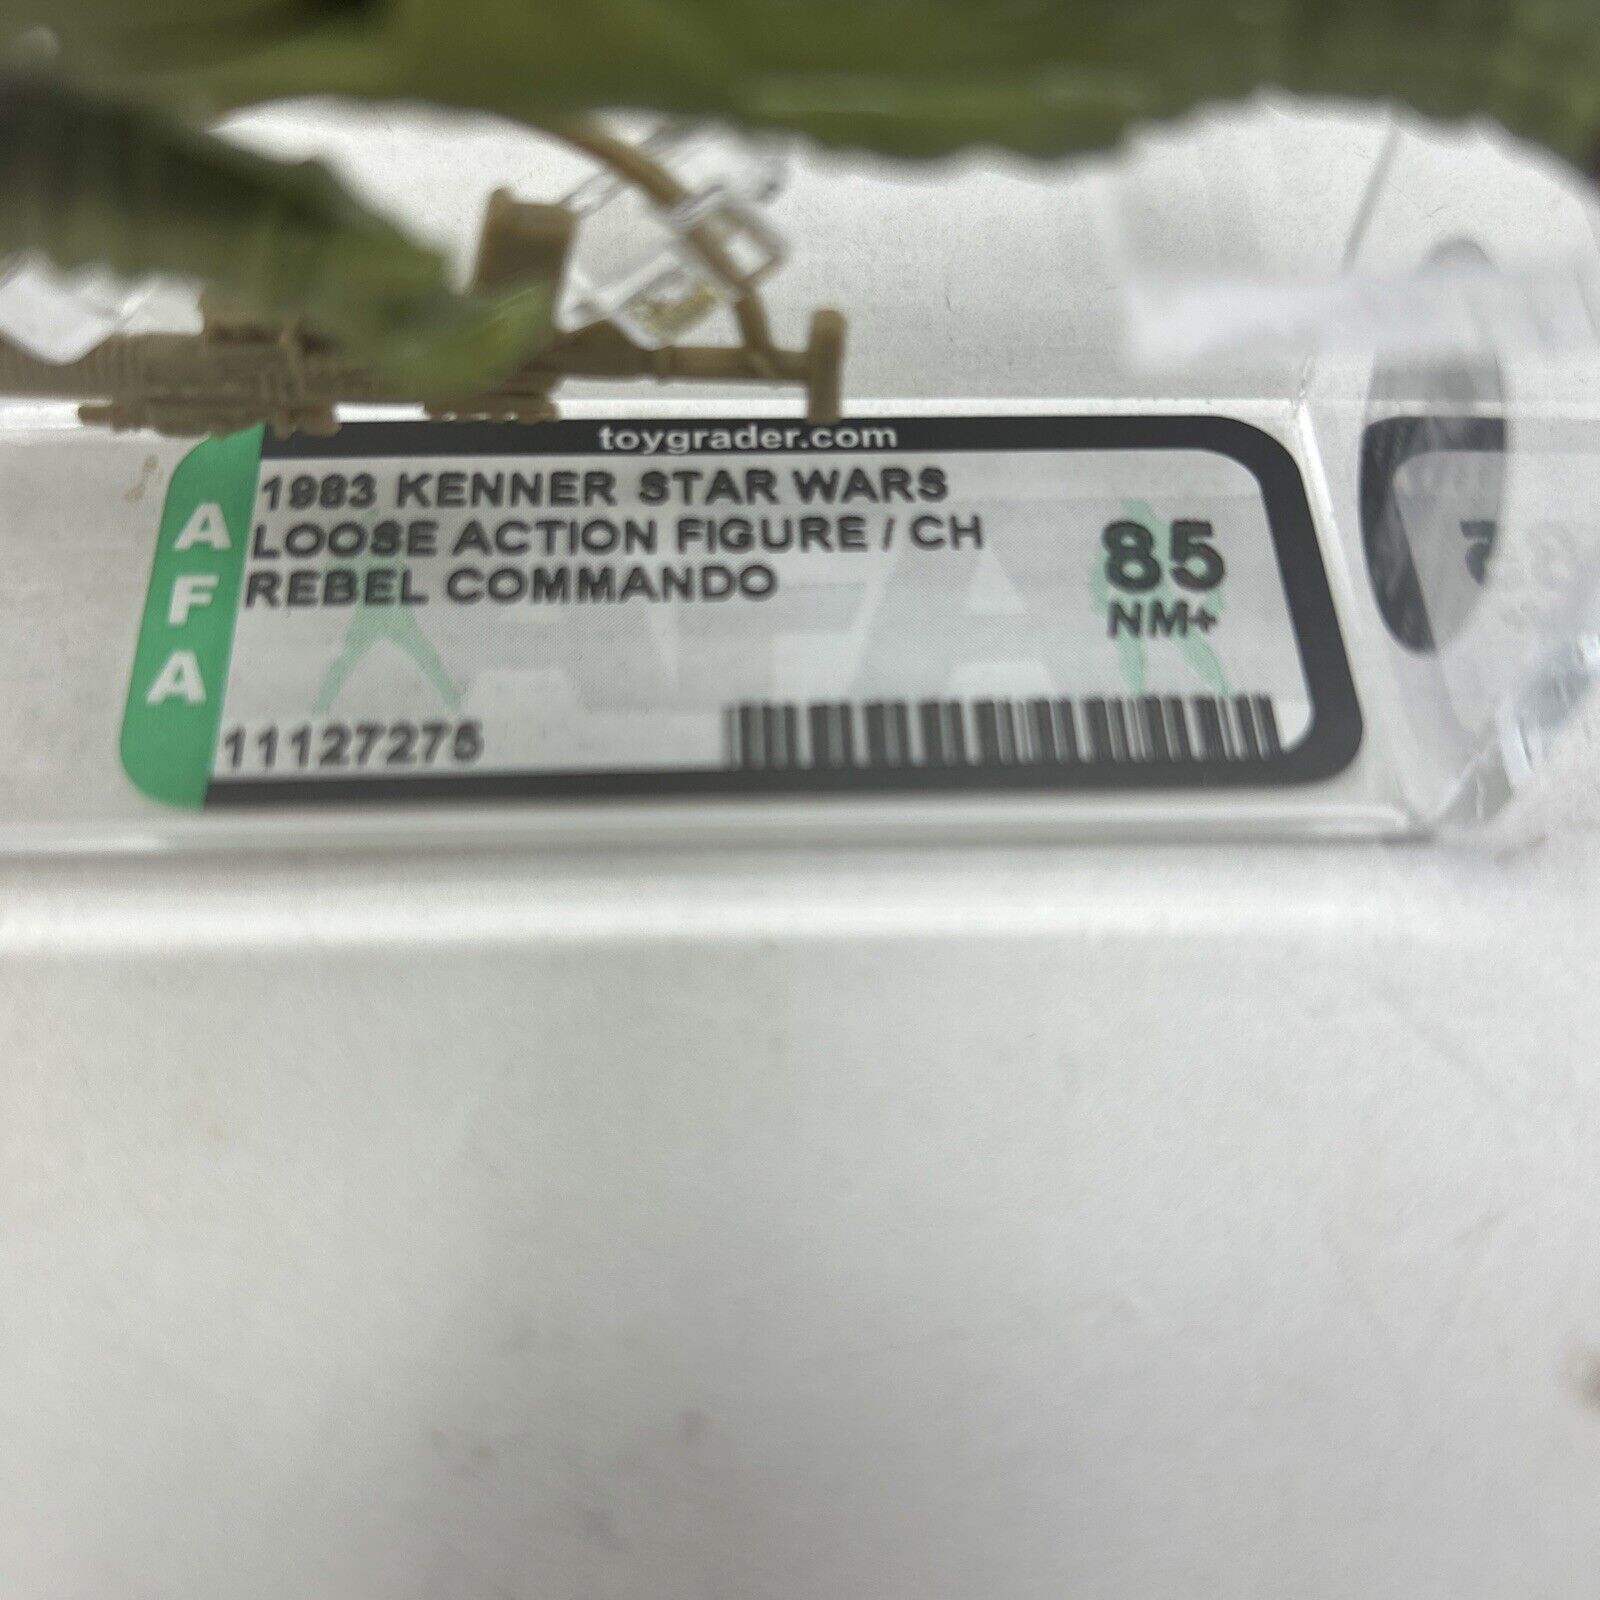 toygrader.com
AFA
1983 KENNER STAR WARS
LOOSE ACTION FIGURE / CH
REBEL COMMANDO
85
NM+
11127275